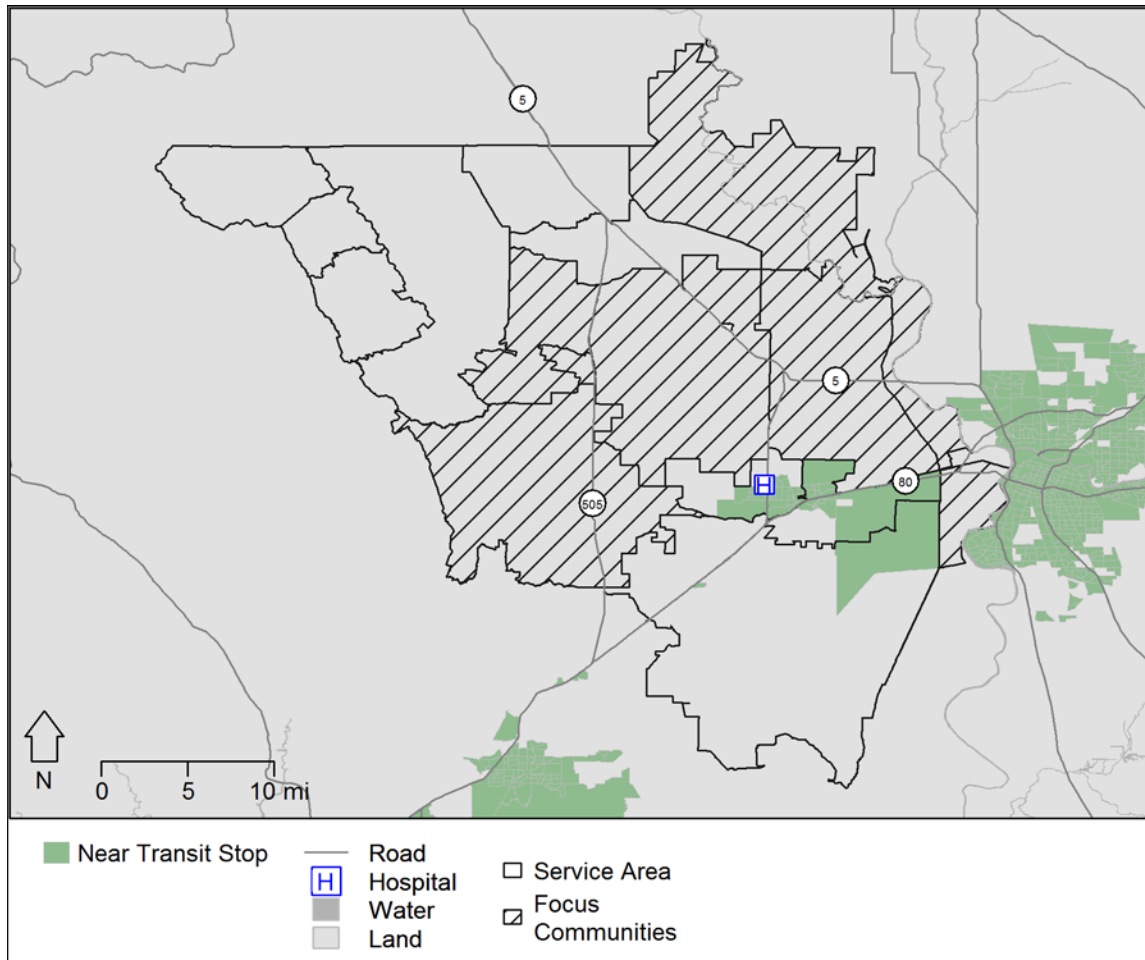 5
5
H
80
505
N
0 5 10 mi
Near Transit Stop
Road
H Hospital
Water
Land
Service Area
Focus
Communities